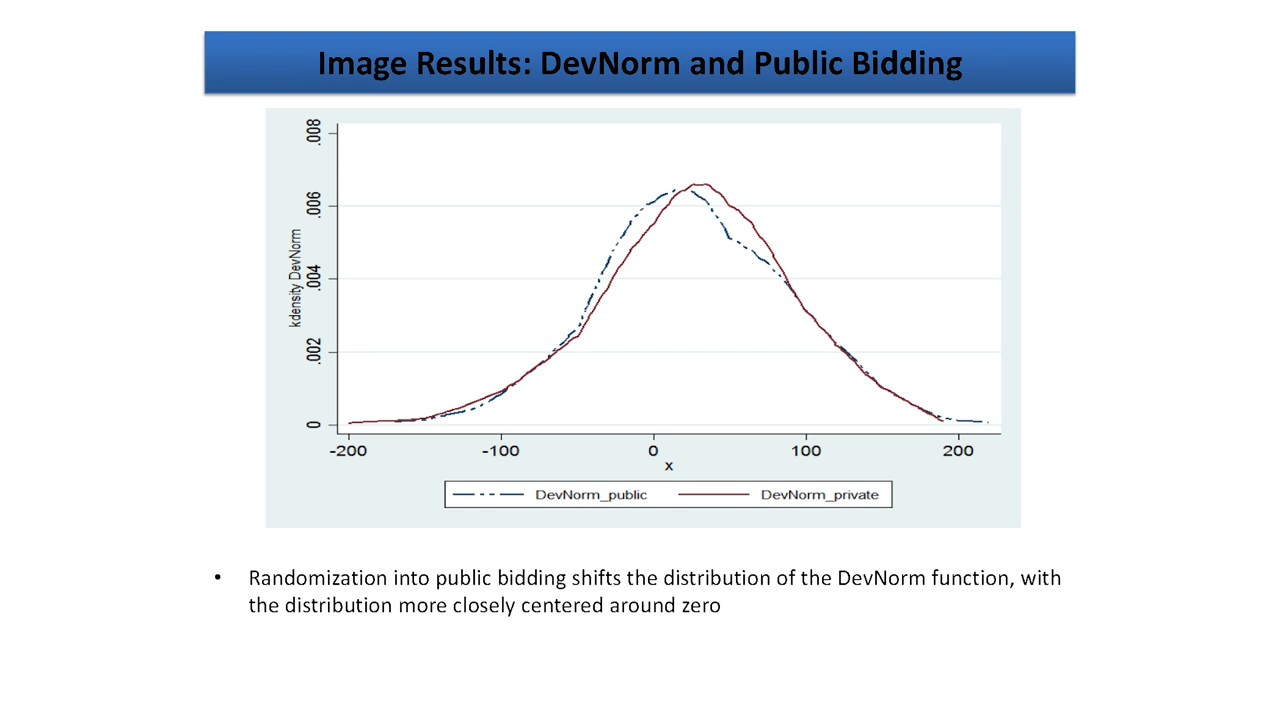 Image Results: DevNorm and Public Bidding
.008
.006
.004
.002
0
kdensity DevNorm
-200 -100 0 100 200
x
DevNorm_public DevNorm_private
• Randomization into public bidding shifts the distribution of the DevNorm function, with
the distribution more closely centered around zero